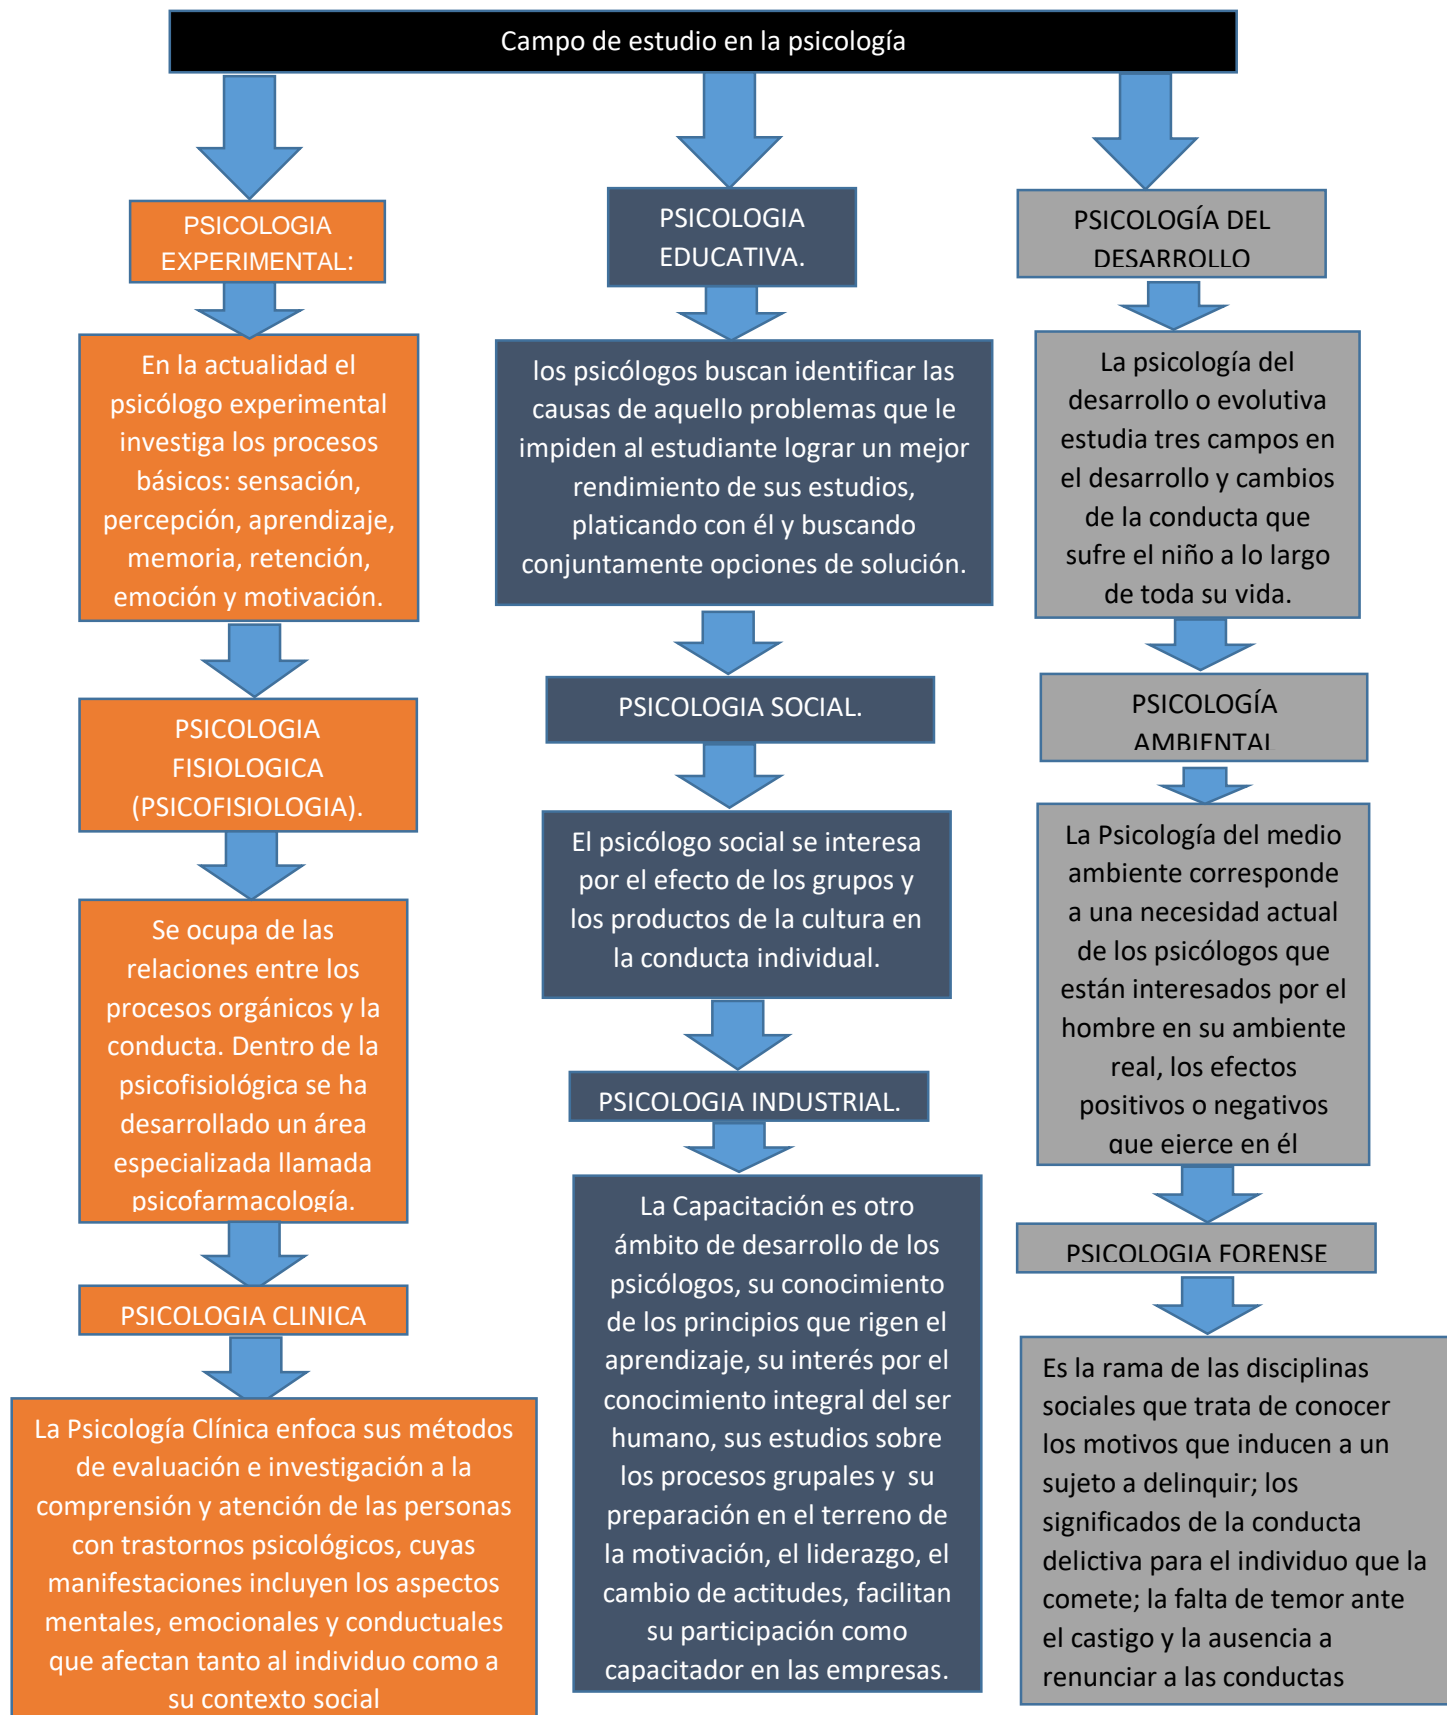 Campo de estudio en la psicología
PSICOLOGIA
EXPERIMENTAL:
En la actualidad el
psicólogo experimental
investiga los procesos
básicos: sensación,
percepción, aprendizaje,
memoria, retención,
emoción y motivación.
PSICOLOGIA
FISIOLOGICA
(PSICOFISIOLOGIA).
Se ocupa de las
relaciones entre los
procesos orgánicos y la
conducta. Dentro de la
psicofisiológica se ha
desarrollado un área
especializada llamada
psicofarmacología.
PSICOLOGIA CLINICA
La Psicología Clínica enfoca sus métodos
de evaluación e investigación a la
comprensión y atención de las personas
con trastornos psicológicos, cuyas
manifestaciones incluyen los aspectos
mentales, emocionales y conductuales
que afectan tanto al individuo como a
su contexto social
PSICOLOGIA
EDUCATIVA.
los psicólogos buscan identificar las
causas de aquello problemas que le
impiden al estudiante lograr un mejor
rendimiento de sus estudios,
platicando con él y buscando
conjuntamente opciones de solución.
PSICOLOGIA SOCIAL.
El psicólogo social se interesa
por el efecto de los grupos y
los productos de la cultura en
la conducta individual.
PSICOLOGIA INDUSTRIAL.
La Capacitación es otro
ámbito de desarrollo de los
psicólogos, su conocimiento
de los principios que rigen el
aprendizaje, su interés por el
conocimiento integral del ser
humano, sus estudios sobre
los procesos grupales y  su
preparación en el terreno de
la motivación, el liderazgo, el
cambio de actitudes, facilitan
su participación como
capacitador en las empresas.
PSICOLOGÍA DEL
DESARROLLO
La psicología del
desarrollo o evolutiva
estudia tres campos en
el desarrollo y cambios
de la conducta que
sufre el niño a lo largo
de toda su vida.
PSICOLOGÍA
AMBIENTAL
La Psicología del medio
ambiente corresponde
a una necesidad actual
de los psicólogos que
están interesados por el
hombre en su ambiente
real, los efectos
positivos o negativos
que ejerce en él
PSICOLOGIA FORENSE
Es la rama de las disciplinas
sociales que trata de conocer
los motivos que inducen a un
sujeto a delinquir; los
significados de la conducta
delictiva para el individuo que la
comete; la falta de temor ante
el castigo y la ausencia a
renunciar a las conductas